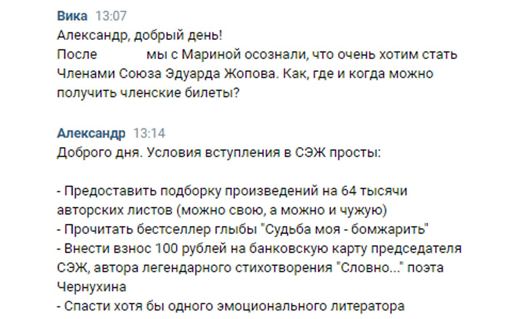 Вика 13:07
Александр, добрый день!
После мы с Мариной осознали, что очень хотим стать
Членами Союза Эдуарда Жопова. Как, где и когда можно
получить членские билеты?
Александр 13:14
Доброго дня. Условия вступления в СЭЖ просты:
- Предоставить подборку произведений на 64 тысячи
авторских листов (можно свою, а можно и чужую)
- Прочитать бестселлер глыбы "Судьба моя - бомжарить"
- Внести взнос 100 рублей на банковскую карту председателя
СЭЖ, автора легендарного стихотворения "Словно..." поэта
Чернухина
- Спасти хотя бы одного эмоционального литератора